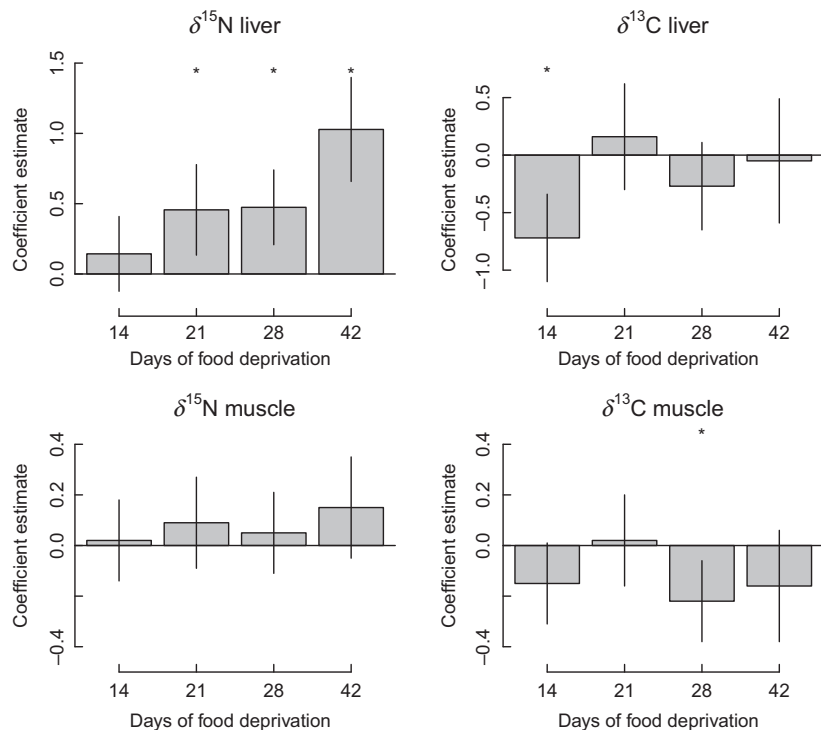 δ¹⁵N liver
Coefficient estimate
1.5
1.0
0.5
0.0
* * *
14 21 28 42
Days of food deprivation
δ¹³C liver
Coefficient estimate
0.5
0.0
−0.5
−1.0
*
14 21 28 42
Days of food deprivation
δ¹⁵N muscle
Coefficient estimate
0.4
0.2
0.0
−0.4
14 21 28 42
Days of food deprivation
δ¹³C muscle
Coefficient estimate
0.4
0.2
0.0
−0.4
*
14 21 28 42
Days of food deprivation